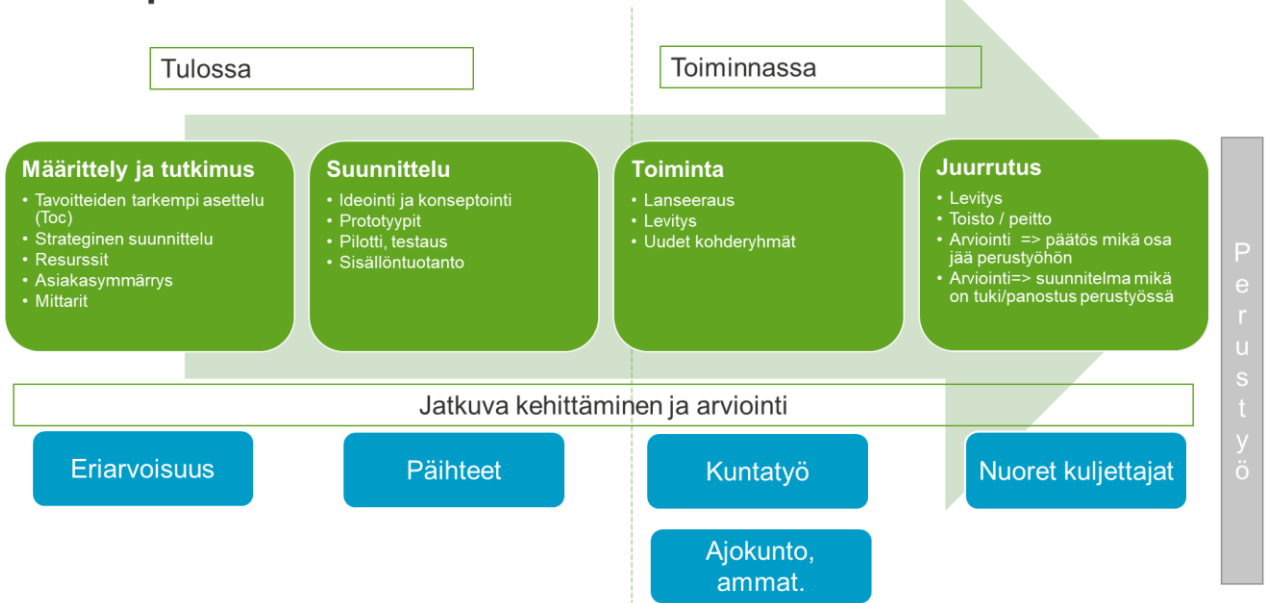 Tulossa
Toiminnassa
Määrittely ja tutkimus
• Tavoitteiden tarkempi asettelu
(Toc)
• Strateginen suunnittelu
• Resurssit
• Asiakasymmärrys
• Mittarit
Suunnittelu
• Ideointi ja konseptointi
• Prototyypit
• Pilotti, testaus
• Sisällöntuotanto
Toiminta
• Lanseeraus
• Levitys
• Uudet kohderyhmät
Juurrutus
• Levitys
• Toisto / peitto
• Arviointi => päätös mikä osa
jää perustyöhön
• Arviointi=> suunnitelma mikä
on tuki/panostus perustyössä
Perustyö
Jatkuva kehittäminen ja arviointi
Eriarvoisuus
Päihteet
Kuntatyö
Nuoret kuljettajat
Ajokunto,
ammat.